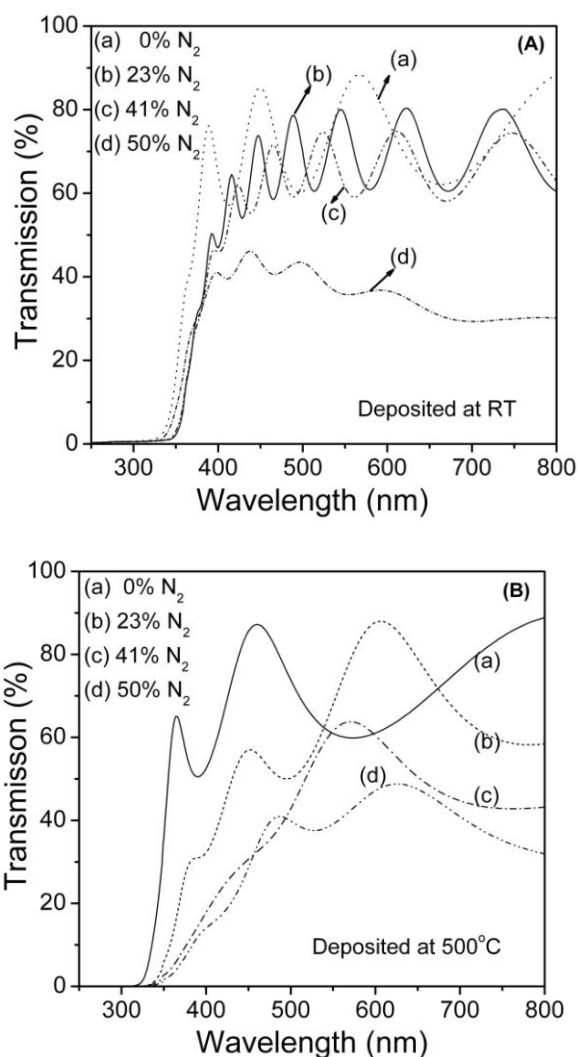 100
(A)
(a) 0% N₂
(b) 23% N₂
(c) 41% N₂
(d) 50% N₂
(b)
(a)
(c)
(d)
80
60
40
20
0
Transmission (%)
Deposited at RT
300 400 500 600 700 800
Wavelength (nm)
100
(B)
(a) 0% N₂
(b) 23% N₂
(c) 41% N₂
(d) 50% N₂
(a)
(b)
(c)
(d)
80
60
40
20
0
Transmisson (%)
Deposited at 500°C
300 400 500 600 700 800
Wavelength (nm)